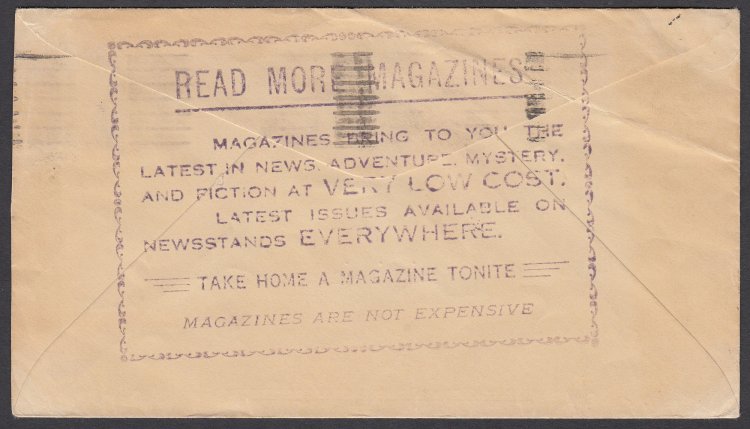 READ MORE MAGAZINES
MAGAZINES BRING TO YOU THE
LATEST IN NEWS, ADVENTURE, MYSTERY,
AND FICTION AT VERY LOW COST.
LATEST ISSUES AVAILABLE ON
NEWSSTANDS EVERYWHERE.
TAKE HOME A MAGAZINE TONITE
MAGAZINES ARE NOT EXPENSIVE